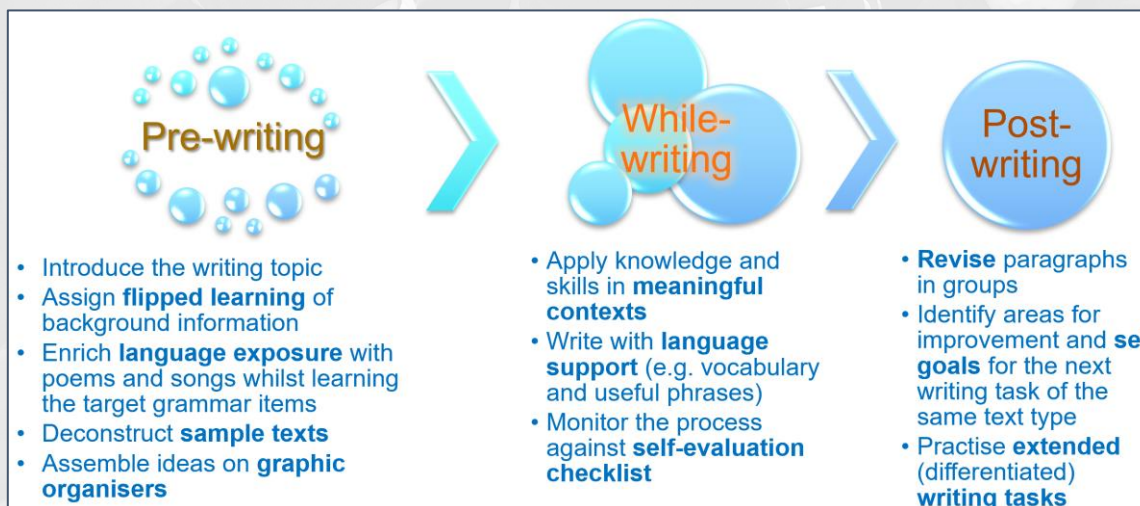 Pre-writing
• Introduce the writing topic
• Assign flipped learning of
background information
• Enrich language exposure with
poems and songs whilst learning
the target grammar items
• Deconstruct sample texts
• Assemble ideas on graphic
organisers
While-
writing
• Apply knowledge and
skills in meaningful
contexts
• Write with language
support (e.g. vocabulary
and useful phrases)
• Monitor the process
against self-evaluation
checklist
Post-
writing
• Revise paragraphs
in groups
• Identify areas for
improvement and
goals for the next
writing task of the
same text type
• Practise extended
(differentiated)
writing tasks